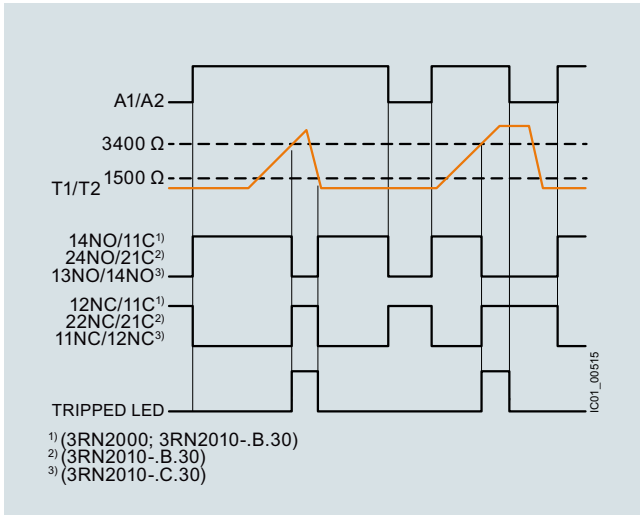 A1/A2
3400 Ω
1500 Ω
T1/T2
14NO/11C¹⁾
24NO/21C²⁾
13NO/14NO³⁾
12NC/11C¹⁾
22NC/21C²⁾
11NC/12NC³⁾
TRIPPED LED
IC01_00515
¹⁾ (3RN2000; 3RN2010-.B.30)
²⁾ (3RN2010-.B.30)
³⁾ (3RN2010-.C.30)